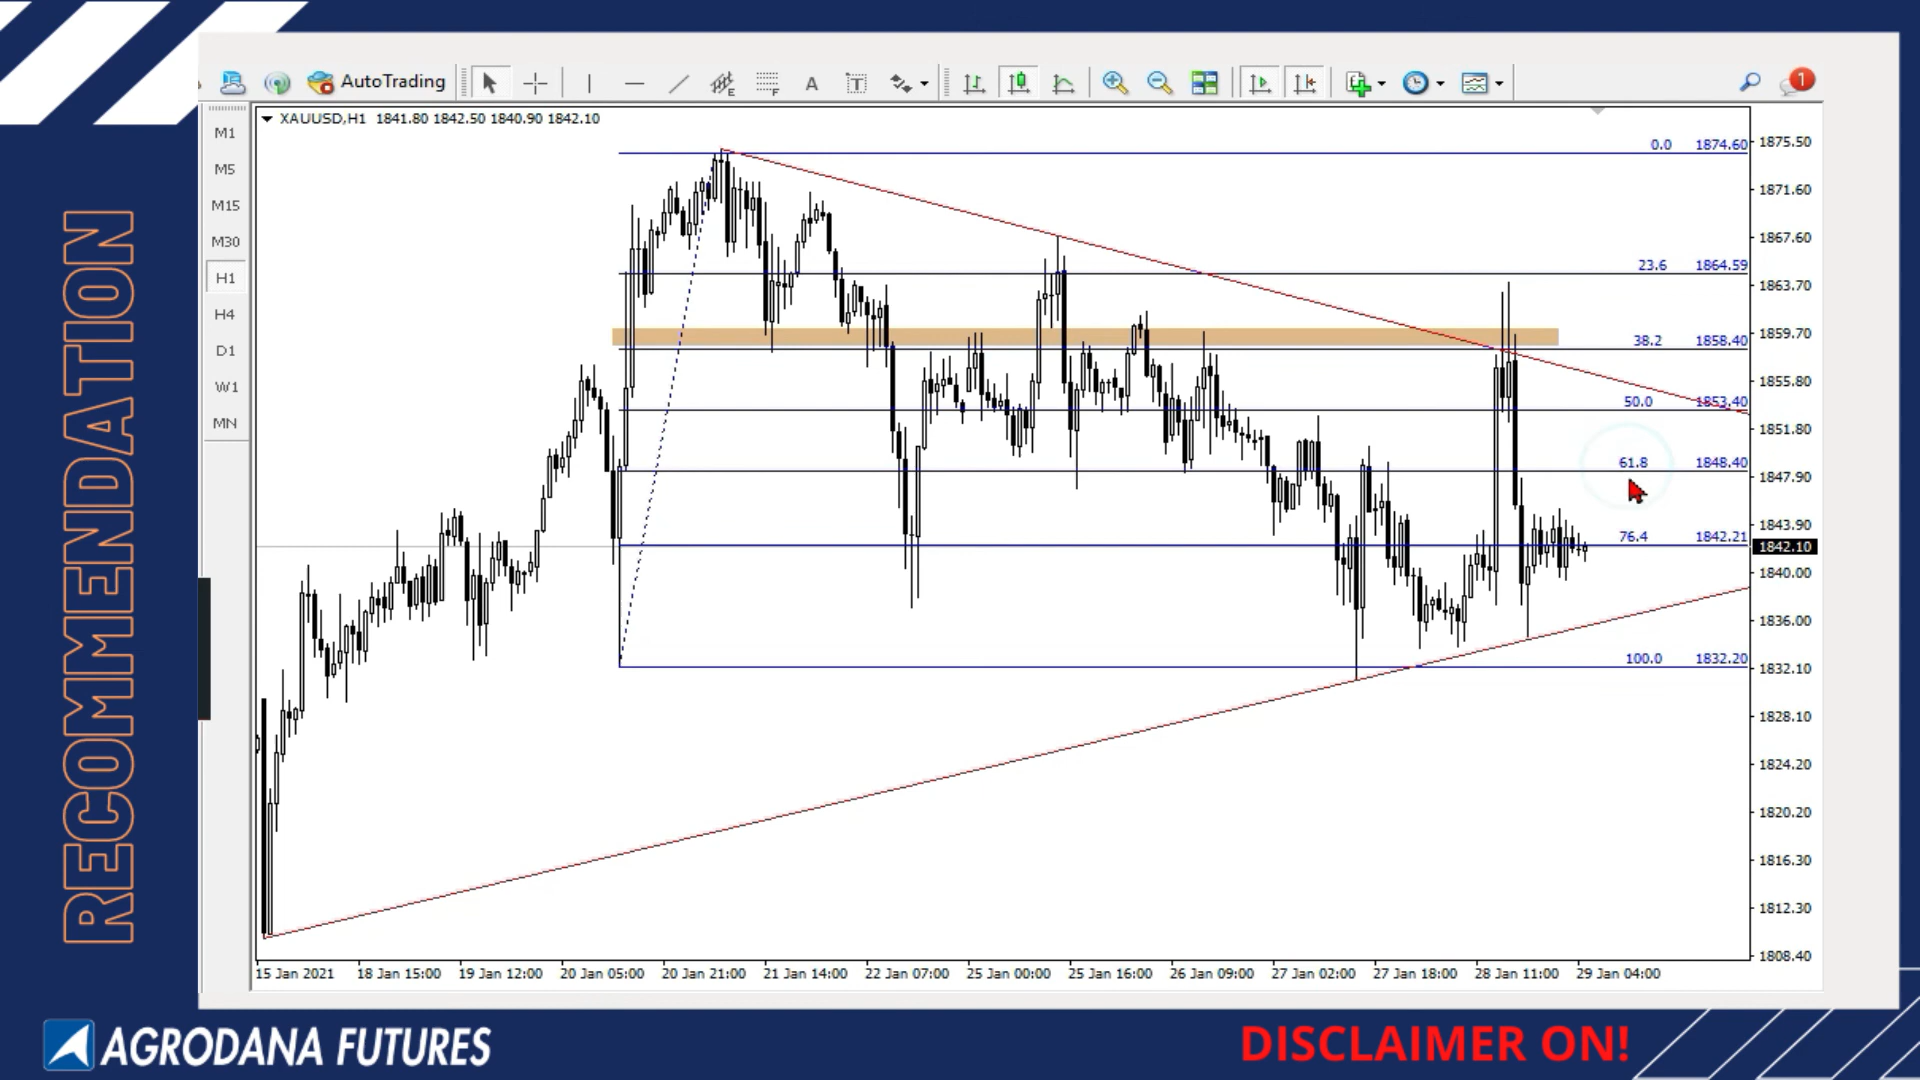 RECOMMENDATION
AutoTrading
A
T
E
F
1
M1
M5
M15
M30
H1
H4
D1
W1
MN
XAUUSD,H1 1841.80 1842.50 1840.90 1842.10
0.0 1874.60
23.6 1864.59
38.2 1858.40
50.0 1853.40
61.8 1848.40
76.4 1842.21
100.0 1832.20
1875.50
1871.60
1867.60
1863.70
1859.70
1855.80
1851.80
1847.90
1843.90
1842.10
1840.00
1836.00
1832.10
1828.10
1824.20
1820.20
1816.30
1812.30
1808.40
15 Jan 2021 18 Jan 15:00 19 Jan 12:00 20 Jan 05:00 20 Jan 21:00 21 Jan 14:00 22 Jan 07:00 25 Jan 00:00 25 Jan 16:00 26 Jan 09:00 27 Jan 02:00 27 Jan 18:00 28 Jan 11:00 29 Jan 04:00
AGRODANA FUTURES
DISCLAIMER ON!